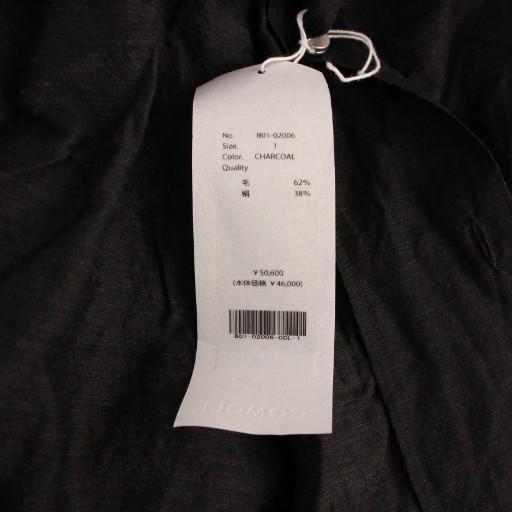 No. B01-02006
Size. 1
Color. CHARCOAL
Quality
毛 62%
絹 38%
¥50,600
(本体価格 ¥46,000)
B01-02006-CGL-1
COMOLI